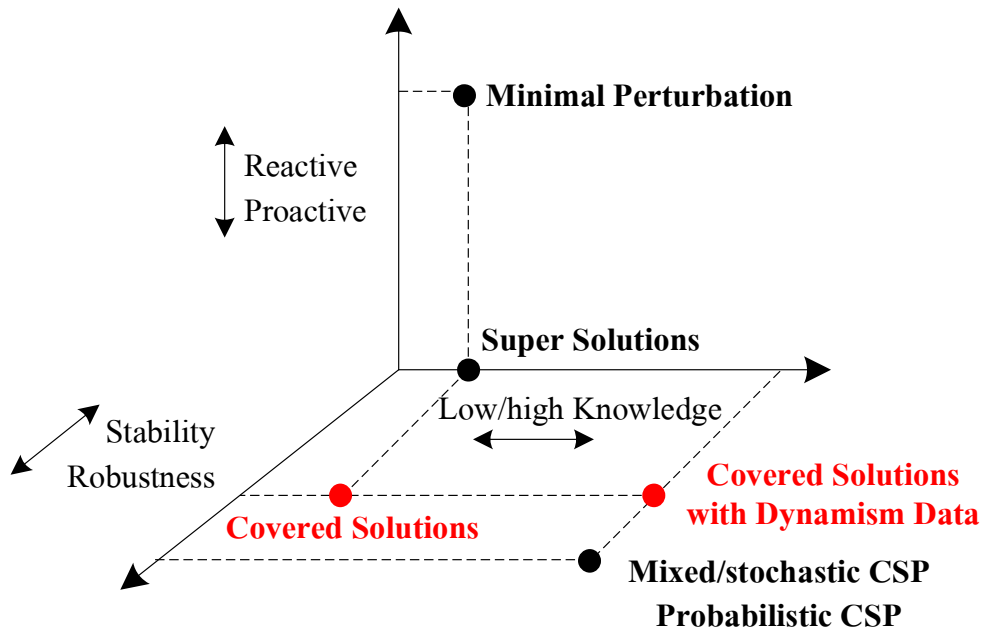 Minimal Perturbation
Reactive
Proactive
Super Solutions
Low/high Knowledge
Stability
Robustness
Covered Solutions
with Dynamism Data
Covered Solutions
Mixed/stochastic CSP
Probabilistic CSP